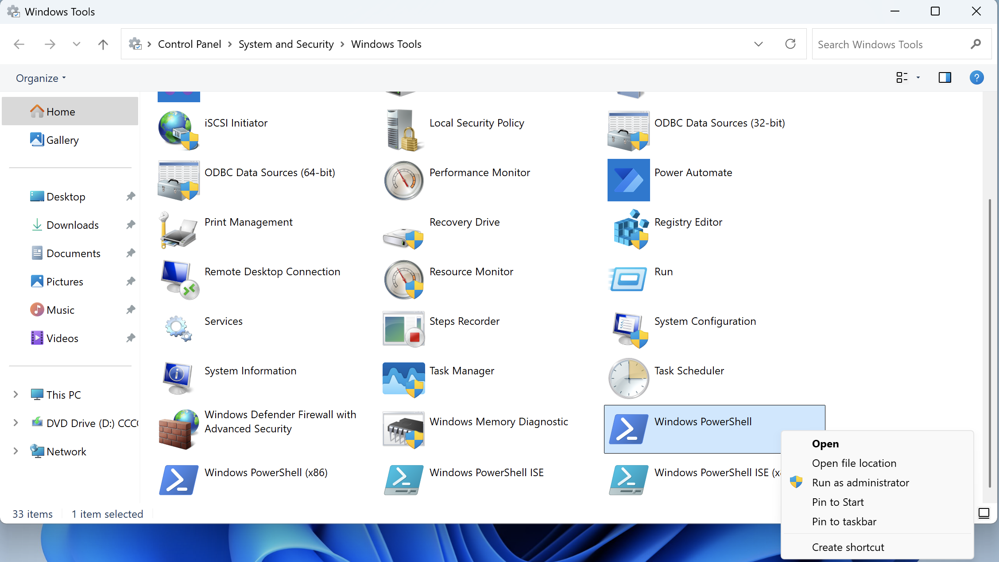 Windows Tools
Control Panel > System and Security > Windows Tools
Search Windows Tools
Organize
?
Home
Gallery
Desktop
Downloads
Documents
Pictures
Music
Videos
This PC
DVD Drive (D:) CCC
Network
iSCSI Initiator
Local Security Policy
ODBC Data Sources (32-bit)
ODBC Data Sources (64-bit)
Performance Monitor
Power Automate
Print Management
Recovery Drive
Registry Editor
Remote Desktop Connection
Resource Monitor
Run
Services
Steps Recorder
System Configuration
System Information
Task Manager
Task Scheduler
Windows Defender Firewall with
Advanced Security
Windows Memory Diagnostic
Windows PowerShell
Windows PowerShell (x86)
Windows PowerShell ISE
Windows PowerShell ISE
Open
Open file location
Run as administrator
Pin to Start
Pin to taskbar
Create shortcut
33 items
1 item selected